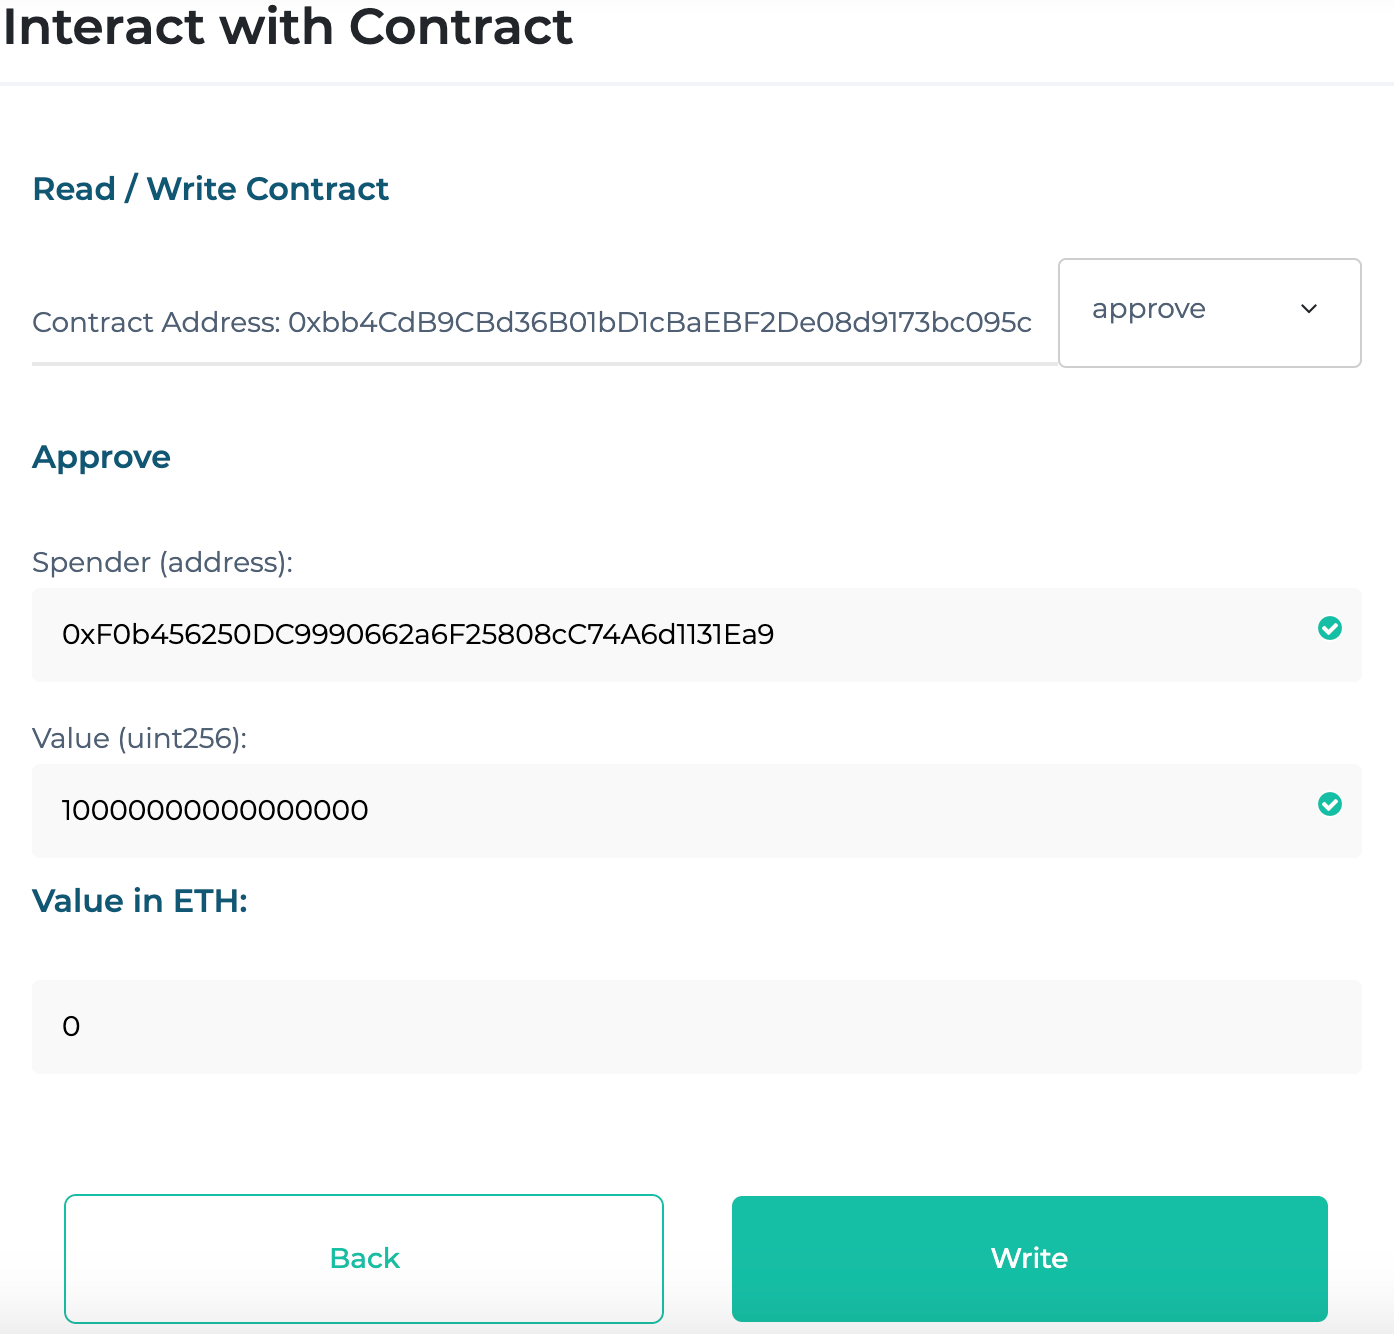 Interact with Contract
Read / Write Contract
Contract Address: 0xbb4CdB9CBd36B01bD1cBaEBF2De08d9173bc095c
approve
Approve
Spender (address):
0xF0b456250DC9990662a6F25808cC74A6d1131Ea9
Value (uint256):
10000000000000000
Value in ETH:
0
Back
Write